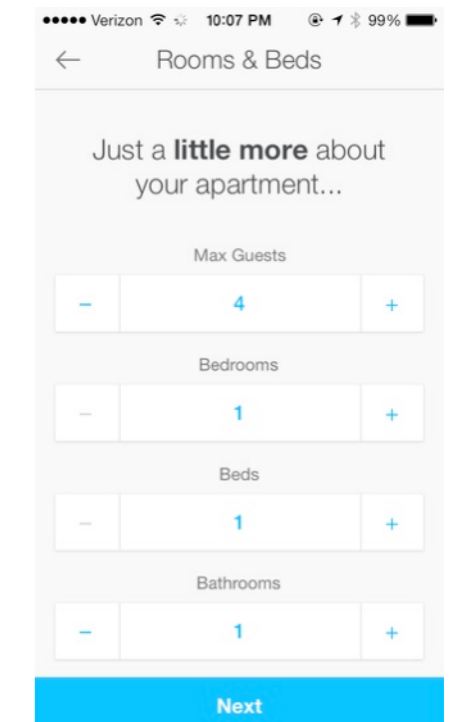 Verizon 10:07 PM 99%
Rooms & Beds
Just a little more about
your apartment...
Max Guests
− 4 +
Bedrooms
− 1 +
Beds
− 1 +
Bathrooms
− 1 +
Next